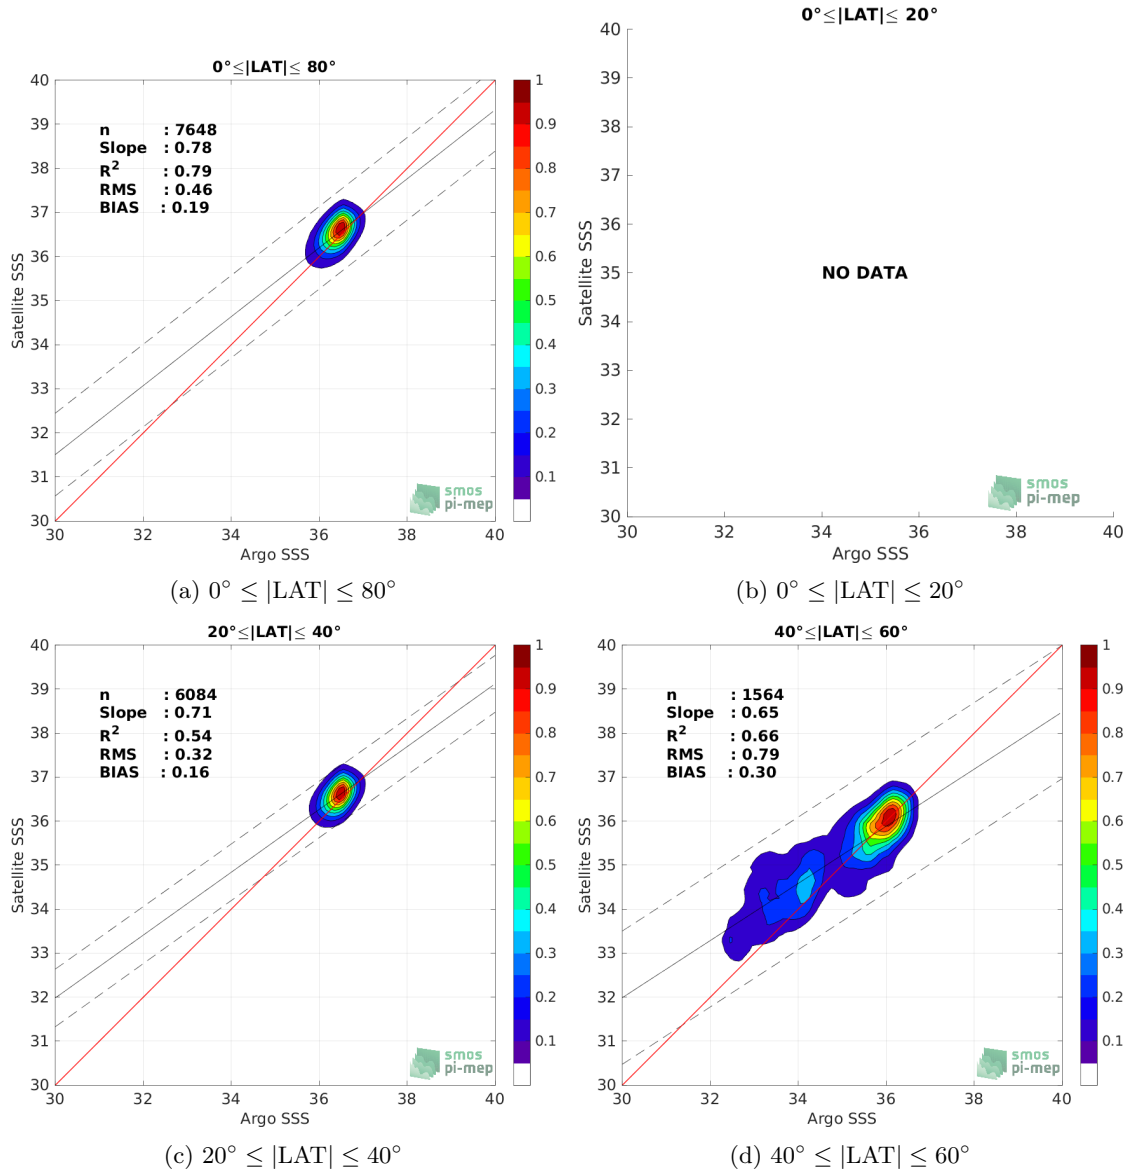 0°≤|LAT|≤ 80°
40
39
38
37
36
35
34
33
32
31
30
Satellite SSS
n : 7648
Slope : 0.78
R² : 0.79
RMS : 0.46
BIAS : 0.19
smos
pi-mep
30 32 34 36 38 40
Argo SSS
1
0.9
0.8
0.7
0.6
0.5
0.4
0.3
0.2
0.1
(a) 0° ≤ |LAT| ≤ 80°
0°≤|LAT|≤ 20°
40
39
38
37
36
35
34
33
32
31
30
Satellite SSS
NO DATA
smos
pi-mep
30 32 34 36 38 40
Argo SSS
(b) 0° ≤ |LAT| ≤ 20°
20°≤|LAT|≤ 40°
40
39
38
37
36
35
34
33
32
31
30
Satellite SSS
n : 6084
Slope : 0.71
R² : 0.54
RMS : 0.32
BIAS : 0.16
smos
pi-mep
30 32 34 36 38 40
Argo SSS
1
0.9
0.8
0.7
0.6
0.5
0.4
0.3
0.2
0.1
(c) 20° ≤ |LAT| ≤ 40°
40°≤|LAT|≤ 60°
40
39
38
37
36
35
34
33
32
31
30
Satellite SSS
n : 1564
Slope : 0.65
R² : 0.66
RMS : 0.79
BIAS : 0.30
smos
pi-mep
30 32 34 36 38 40
Argo SSS
1
0.9
0.8
0.7
0.6
0.5
0.4
0.3
0.2
0.1
(d) 40° ≤ |LAT| ≤ 60°